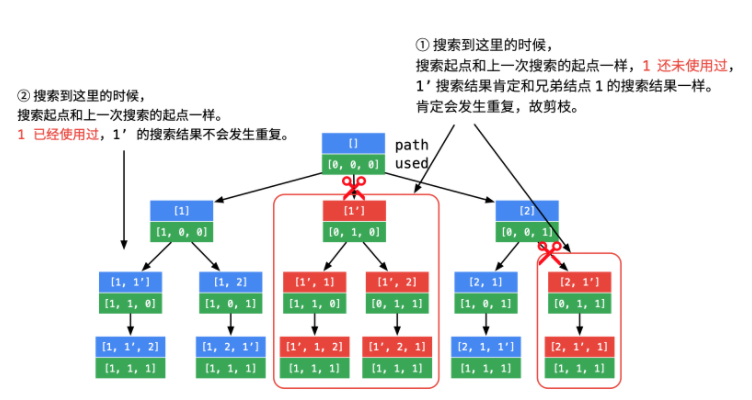 ① 搜索到这里的时候，
搜索起点和上一次搜索的起点一样，1 还未使用过，
1’ 搜索结果肯定和兄弟结点 1 的搜索结果一样。
肯定会发生重复，故剪枝。
② 搜索到这里的时候，
搜索起点和上一次搜索的起点一样。
1 已经使用过，1’ 的搜索结果不会发生重复。
[] path
[0, 0, 0] used
[1] [1’] [2]
[1, 0, 0] [0, 1, 0] [0, 0, 1]
[1, 1’] [1, 2] [1’, 1] [1’, 2] [2, 1] [2, 1’]
[1, 1, 0] [1, 0, 1] [1, 1, 0] [0, 1, 1] [1, 0, 1] [0, 1, 1]
[1, 1’, 2] [1, 2, 1’] [1’, 1, 2] [1’, 2, 1] [2, 1, 1’] [2, 1’, 1]
[1, 1, 1] [1, 1, 1] [1, 1, 1] [1, 1, 1] [1, 1, 1] [1, 1, 1]